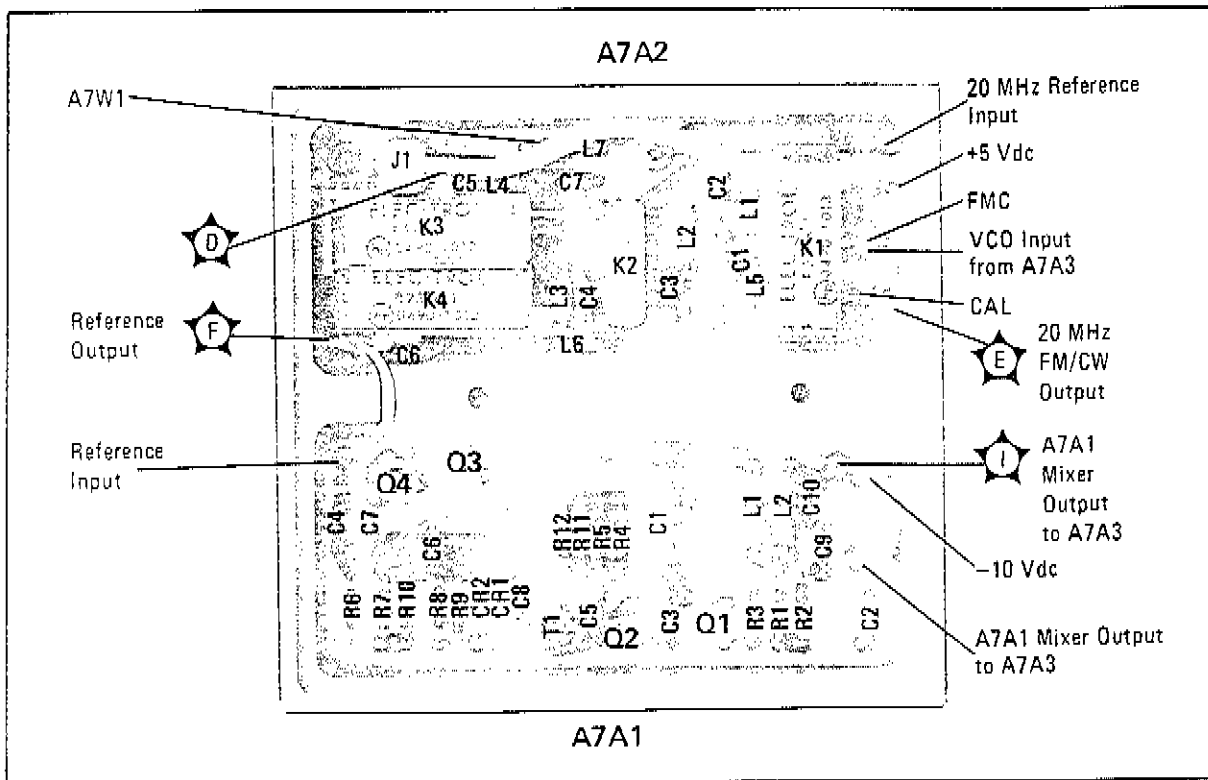 A7A2
A7W1
20 MHz Reference
Input
J1
L7
+5 Vdc
C5
L4
C7
C2
L1
FMC
D
K3
L2
K1
VCO Input
from A7A3
K2
C1
K4
L3
C4
C3
L5
CAL
Reference
Output
F
C6
L6
E
20 MHz
FM/CW
Output
Reference
Input
Q4
Q3
I
A7A1
Mixer
Output
to A7A3
C4
C7
C6
R12
R11
R5
R4
C1
L1
L2
C10
C9
-10 Vdc
R6
R7
R10
R8
R9
CR2
CR1
C8
T1
C5
Q2
C3
Q1
R3
R1
R2
C2
A7A1 Mixer Output
to A7A3
A7A1